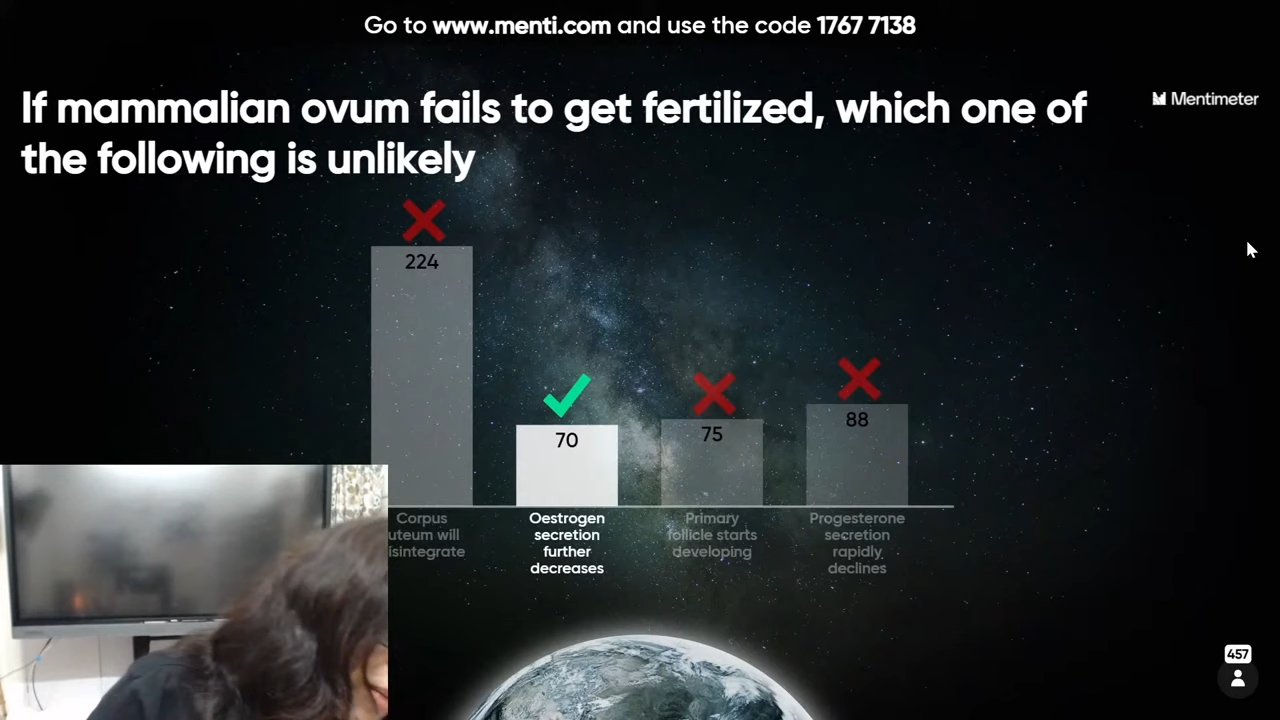 Go to www.menti.com and use the code 1767 7138
If mammalian ovum fails to get fertilized, which one of
the following is unlikely
Mentimeter
224
70
75
88
Corpus
uteum will
isintegrate
Oestrogen
secretion
further
decreases
Primary
follicle starts
developing
Progesterone
secretion
rapidly
declines
457